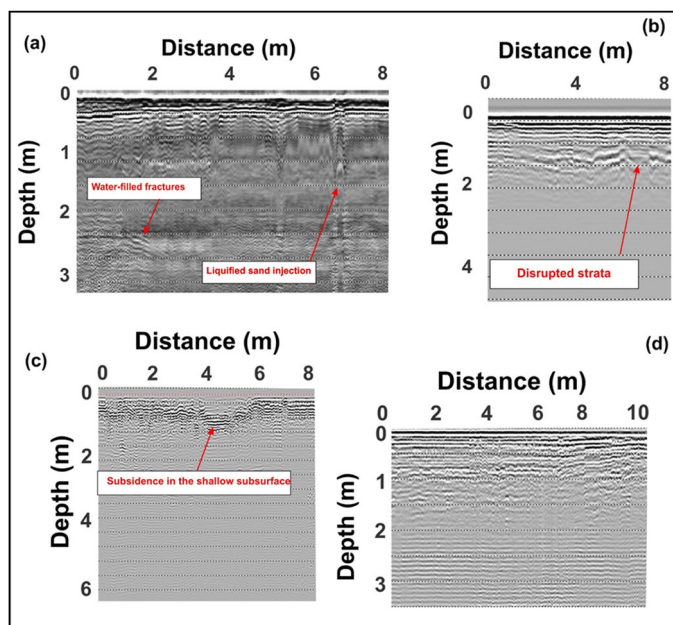 (a)
Distance (m)
0 2 4 6 8
Depth (m)
0
1
2
3
Water-filled fractures
Liquified sand injection
(b)
Distance (m)
0 4 8
Depth (m)
0
2
4
Disrupted strata
(c)
Distance (m)
0 2 4 6 8
Depth (m)
0
2
4
6
Subsidence in the shallow subsurface
(d)
Distance (m)
0 2 4 6 8 10
Depth (m)
0
1
2
3